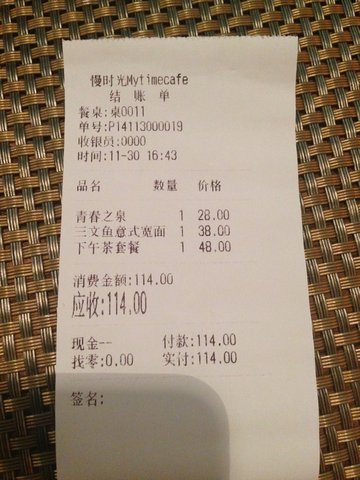 慢时光Mytimecafe
结 账 单
餐桌:桌0011
单号:P14113000019
收银员:0000
时间:11-30 16:43
品名 数量 价格
青春之泉 1 28.00
三文鱼意式宽面 1 38.00
下午茶套餐 1 48.00
消费金额:114.00
应收:114.00
现金-- 付款:114.00
找零:0.00 实付:114.00
签名: